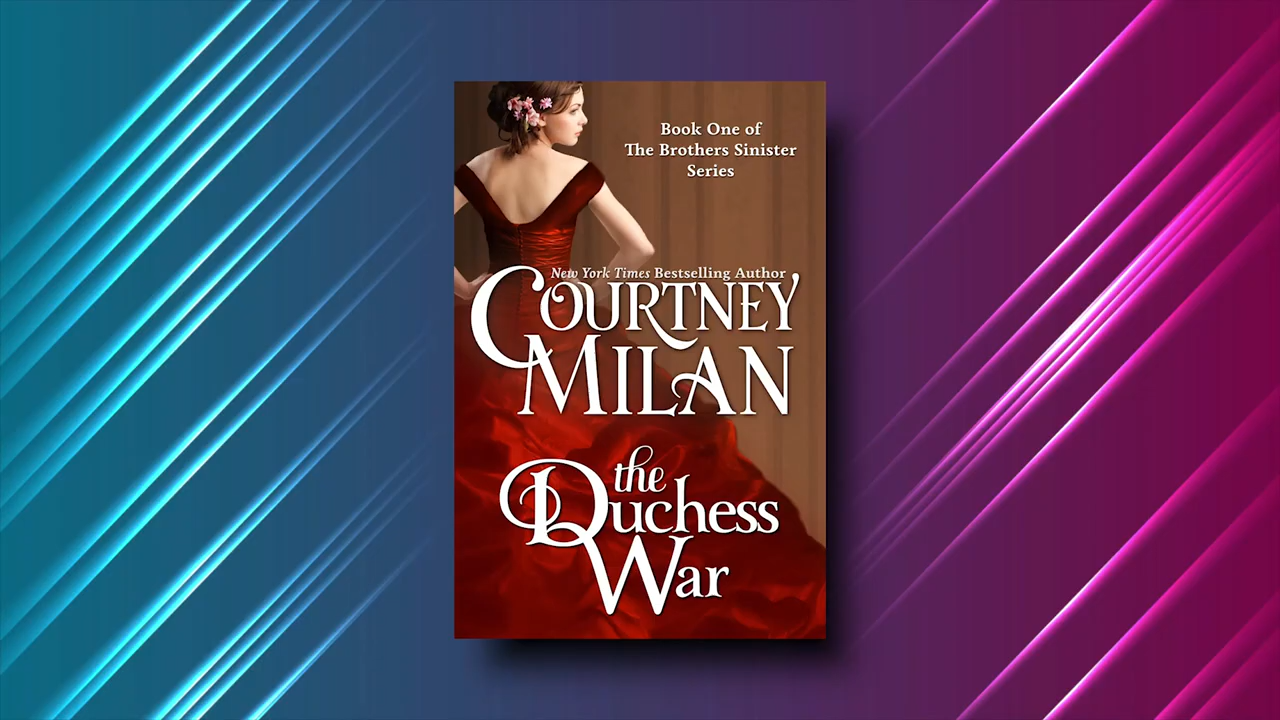 Book One of
The Brothers Sinister
Series
New York Times Bestselling Author
COURTNEY
MILAN
the
Duchess
War